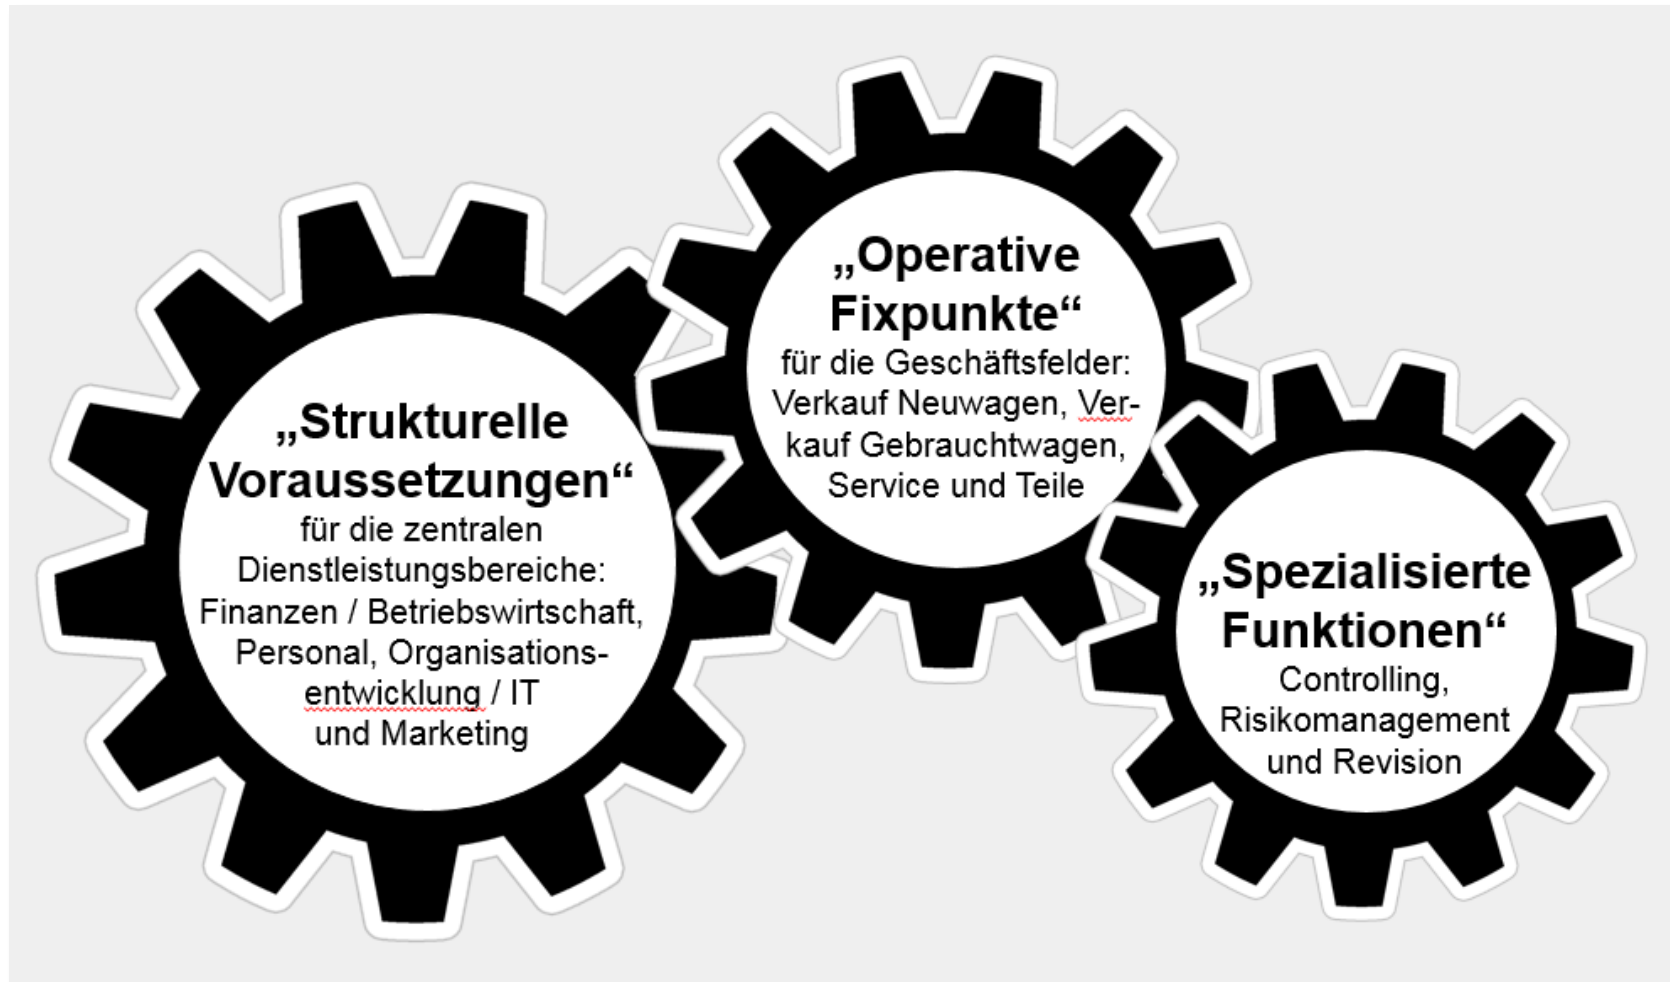 „Strukturelle
Voraussetzungen“
für die zentralen
Dienstleistungsbereiche:
Finanzen / Betriebswirtschaft,
Personal, Organisations-
entwicklung / IT
und Marketing
„Operative
Fixpunkte“
für die Geschäftsfelder:
Verkauf Neuwagen, Ver-
kauf Gebrauchtwagen,
Service und Teile
„Spezialisierte
Funktionen“
Controlling,
Risikomanagement
und Revision